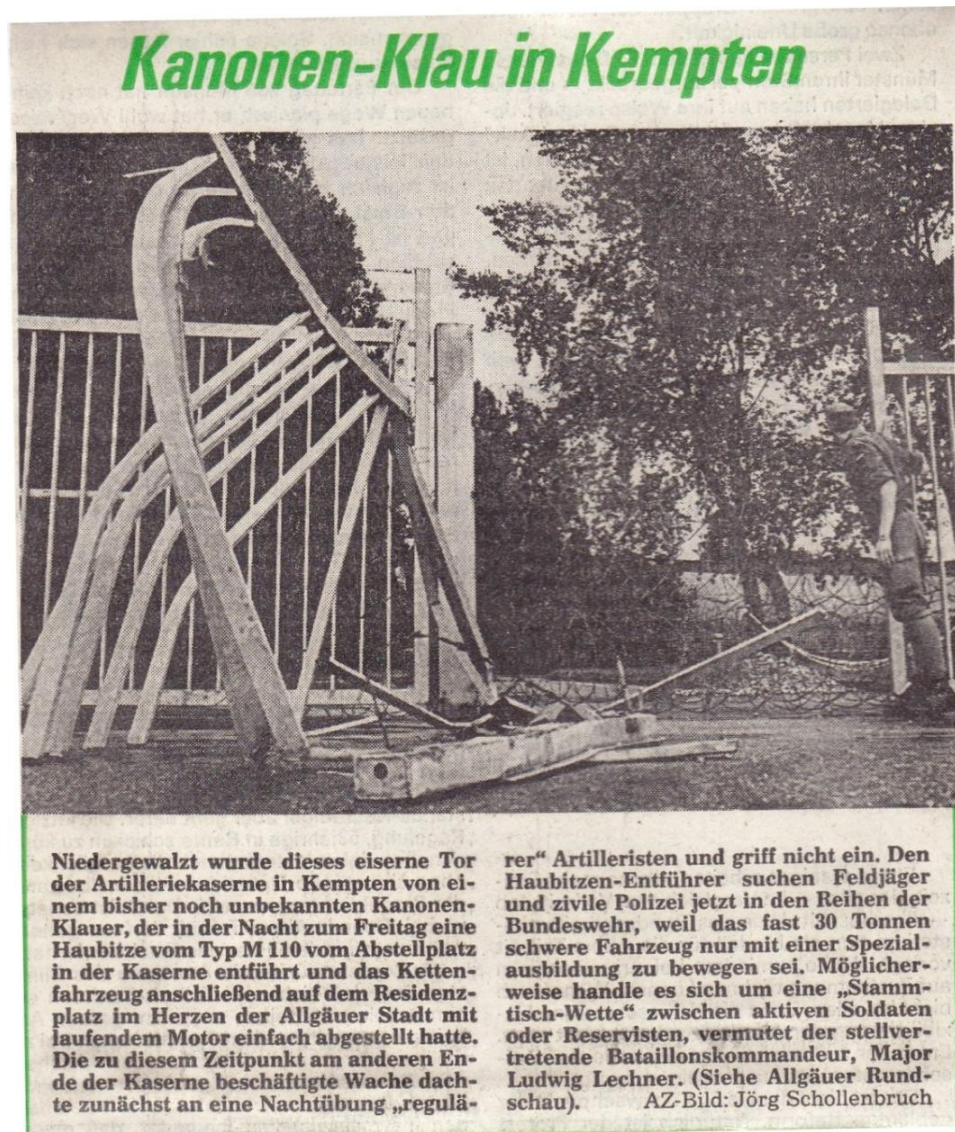 Kanonen-Klau in Kempten
Niedergewalzt wurde dieses eiserne Tor
der Artilleriekaserne in Kempten von ei-
nem bisher noch unbekannten Kanonen-
Klauer, der in der Nacht zum Freitag eine
Haubitze vom Typ M 110 vom Abstellplatz
in der Kaserne entführt und das Ketten-
fahrzeug anschließend auf dem Residenz-
platz im Herzen der Allgäuer Stadt mit
laufendem Motor einfach abgestellt hatte.
Die zu diesem Zeitpunkt am anderen En-
de der Kaserne beschäftigte Wache dach-
te zunächst an eine Nachtübung „regulä-
rer“ Artilleristen und griff nicht ein. Den
Haubitzen-Entführer suchen Feldjäger
und zivile Polizei jetzt in den Reihen der
Bundeswehr, weil das fast 30 Tonnen
schwere Fahrzeug nur mit einer Spezial-
ausbildung zu bewegen sei. Möglicher-
weise handle es sich um eine „Stamm-
tisch-Wette“ zwischen aktiven Soldaten
oder Reservisten, vermutet der stellver-
tretende Bataillonskommandeur, Major
Ludwig Lechner. (Siehe Allgäuer Rund-
schau). AZ-Bild: Jörg Schollenbruch